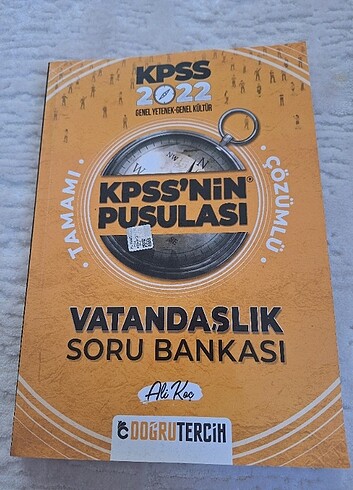 KPSS
2022
GENEL YETENEK-GENEL KÜLTÜR
TAMAMI
ÇÖZÜMLÜ
KPSS'NİN
PUSULASI
VATANDAŞLIK
SORU BANKASI
Ali Koç
DOĞRUTERCİH